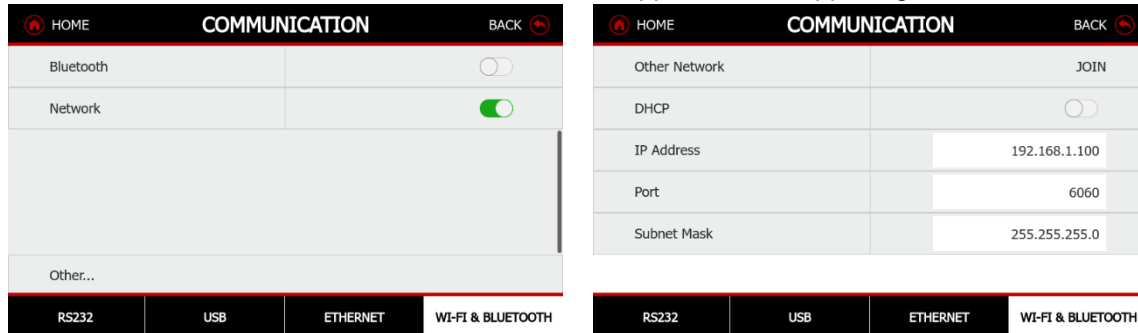 HOME COMMUNICATION BACK
Bluetooth
Network
Other...
RS232 USB ETHERNET WI-FI & BLUETOOTH
HOME COMMUNICATION BACK
Other Network JOIN
DHCP
IP Address 192.168.1.100
Port 6060
Subnet Mask 255.255.255.0
RS232 USB ETHERNET WI-FI & BLUETOOTH